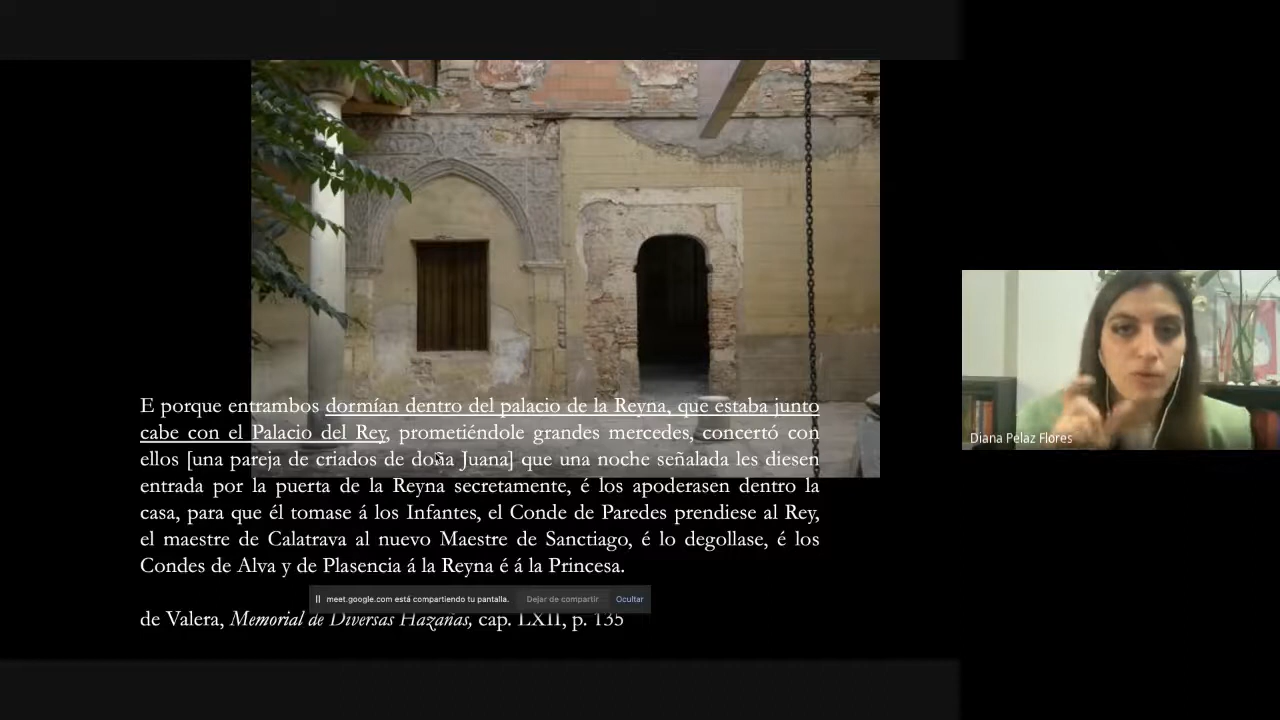 E porque entrambos dormían dentro del palacio de la Reyna, que estaba junto
cabe con el Palacio del Rey, prometiéndole grandes mercedes, concertó con
ellos [una pareja de criados de doña Juana] que una noche señalada les diesen
entrada por la puerta de la Reyna secretamente, é los apoderasen dentro la
casa, para que él tomase á los Infantes, el Conde de Paredes prendiese al Rey,
el maestre de Calatrava al nuevo Maestre de Sanctiago, é lo degollase, é los
Condes de Alva y de Plasencia á la Reyna é á la Princesa.
meet.google.com está compartiendo tu pantalla. Dejar de compartir Ocultar
de Valera, Memorial de Diversas Hazañas, cap. LXII, p. 135
Diana Pelaz Flores